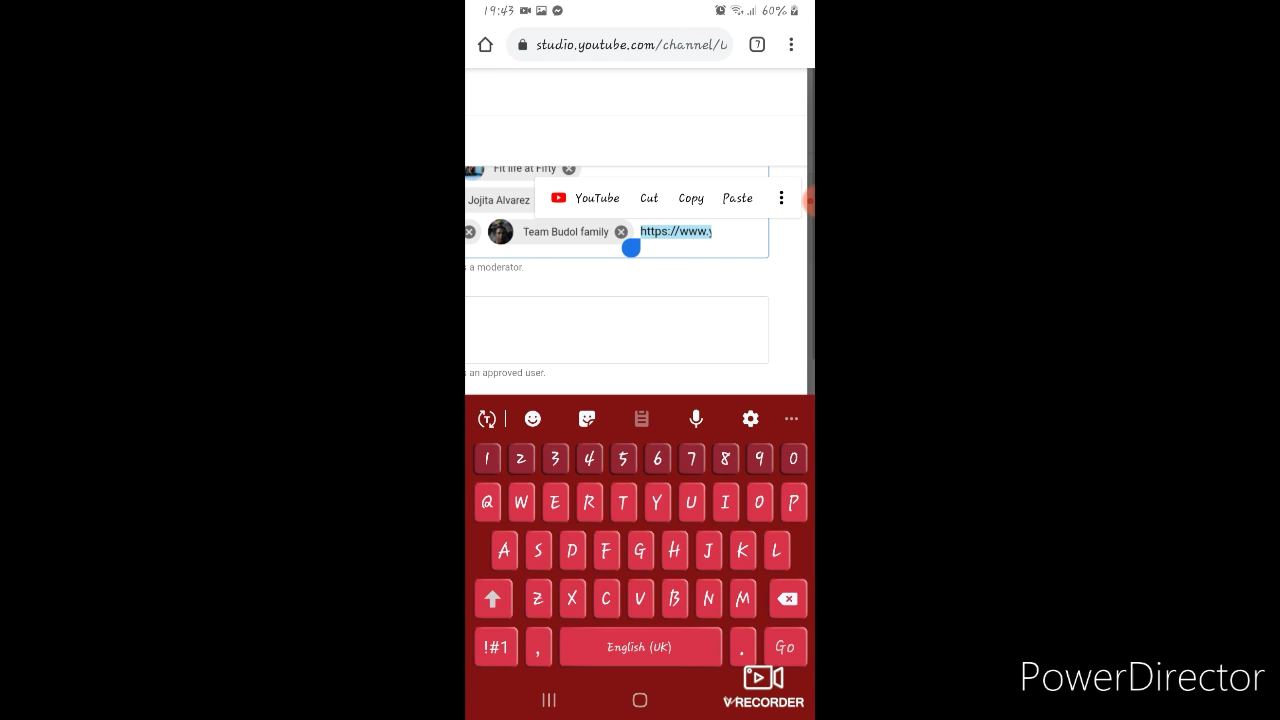 19:43 60%
studio.youtube.com/channel/U 7
Fit life at Fifty
Jojita Alvarez YouTube Cut Copy Paste
Team Budol family https://www.y
s a moderator.
s an approved user.
1 2 3 4 5 6 7 8 9 0
Q W E R T Y U I O P
A S D F G H J K L
Z X C V B N M
!#1 , English (UK) . Go
V RECORDER
PowerDirector